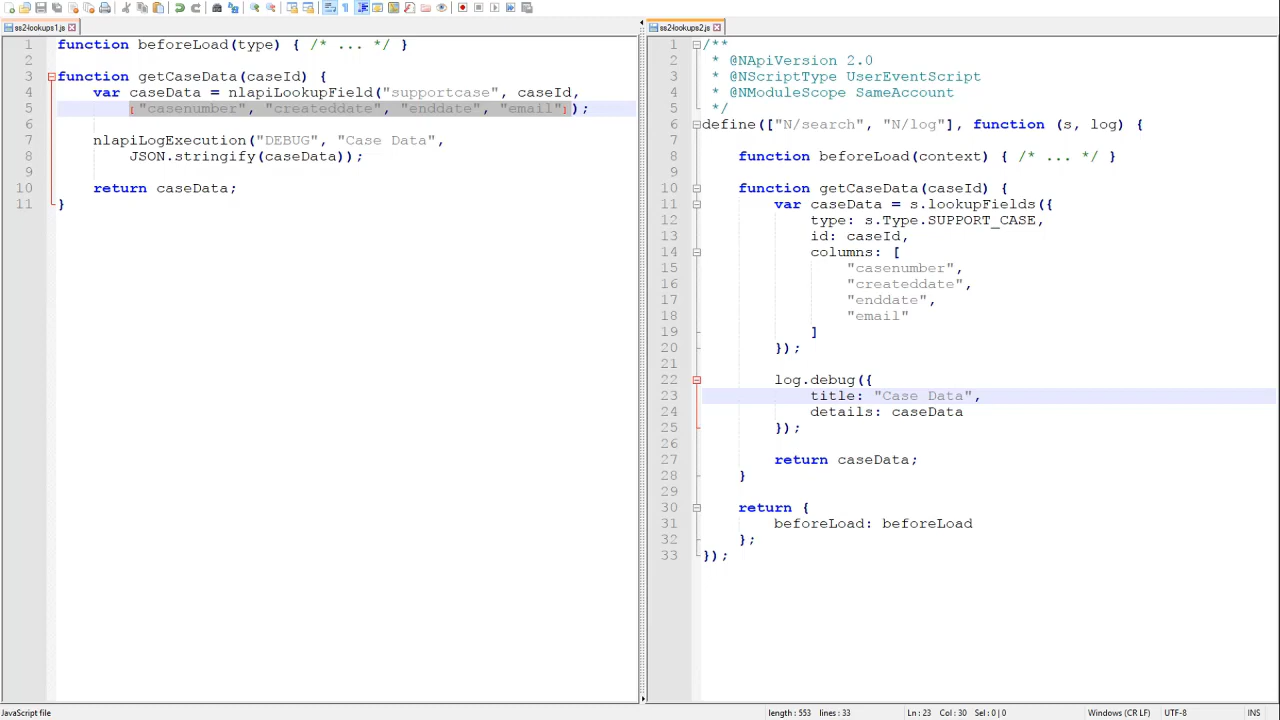 ss2-lookups1.js
1 function beforeLoad(type) { /* ... */ }
2
3 function getCaseData(caseId) {
4 var caseData = nlapiLookupField("supportcase", caseId,
5 ["casenumber", "createddate", "enddate", "email"]);
6
7 nlapiLogExecution("DEBUG", "Case Data",
8 JSON.stringify(caseData));
9
10 return caseData;
11 }
ss2-lookups2.js
1 /**
2 * @NApiVersion 2.0
3 * @NScriptType UserEventScript
4 * @NModuleScope SameAccount
5 */
6 define(["N/search", "N/log"], function (s, log) {
7
8 function beforeLoad(context) { /* ... */ }
9
10 function getCaseData(caseId) {
11 var caseData = s.lookupFields({
12 type: s.Type.SUPPORT_CASE,
13 id: caseId,
14 columns: [
15 "casenumber",
16 "createddate",
17 "enddate",
18 "email"
19 ]
20 });
21
22 log.debug({
23 title: "Case Data",
24 details: caseData
25 });
26
27 return caseData;
28 }
29
30 return {
31 beforeLoad: beforeLoad
32 };
33 });
JavaScript file length : 553 lines : 33 Ln : 23 Col : 30 Sel : 0 | 0 Windows (CR LF) UTF-8 INS